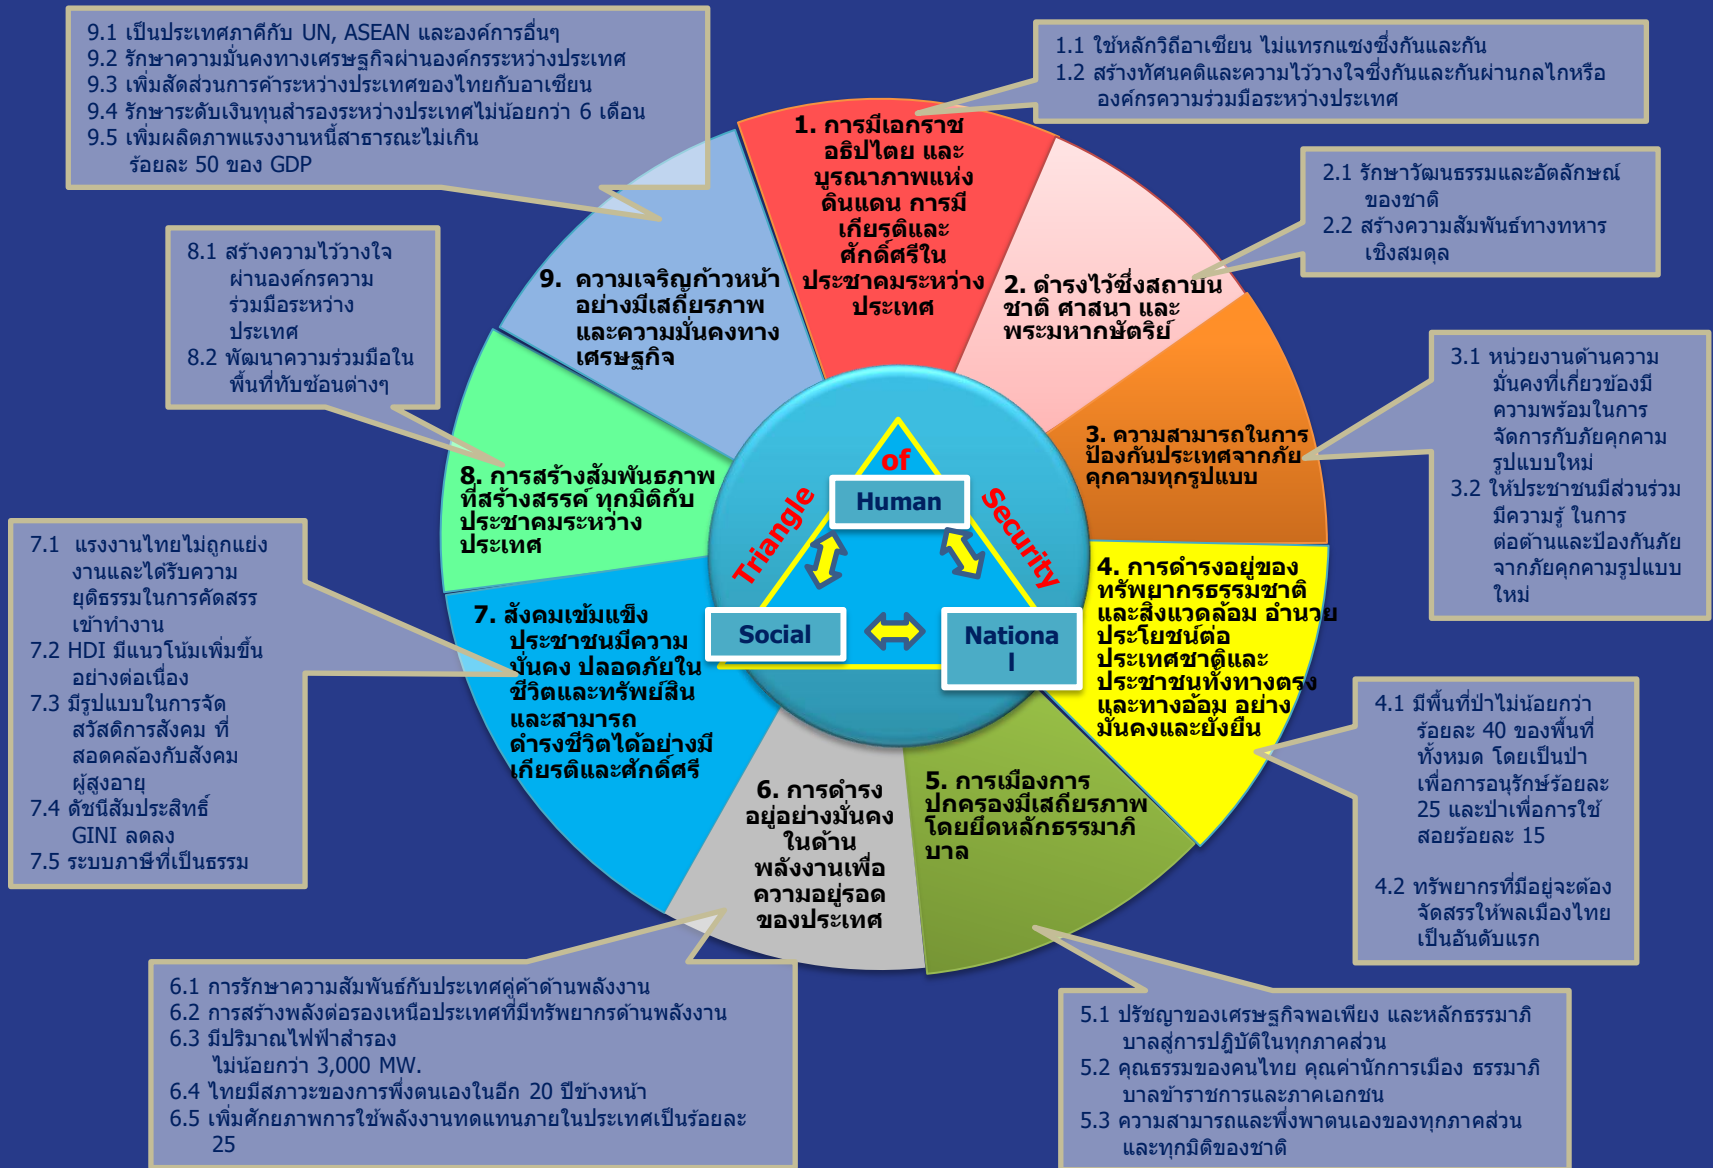 9.1 เป็นประเทศภาคีกับ UN, ASEAN และองค์การอื่นๆ
9.2 รักษาความมั่นคงทางเศรษฐกิจผ่านองค์กรระหว่างประเทศ
9.3 เพิ่มสัดส่วนการค้าระหว่างประเทศของไทยกับอาเซียน
9.4 รักษาระดับเงินทุนสำรองระหว่างประเทศไม่น้อยกว่า 6 เดือน
9.5 เพิ่มผลิตภาพแรงงานหนี้สาธารณะไม่เกิน
ร้อยละ 50 ของ GDP
1.1 ใช้หลักวิถีอาเซียน ไม่แทรกแซงซึ่งกันและกัน
1.2 สร้างทัศนคติและความไว้วางใจซึ่งกันและกันผ่านกลไกหรือ
องค์กรความร่วมมือระหว่างประเทศ
2.1 รักษาวัฒนธรรมและอัตลักษณ์
ของชาติ
2.2 สร้างความสัมพันธ์ทางทหาร
เชิงสมดุล
8.1 สร้างความไว้วางใจ
ผ่านองค์กรความ
ร่วมมือระหว่าง
ประเทศ
8.2 พัฒนาความร่วมมือใน
พื้นที่ทับซ้อนต่างๆ
3.1 หน่วยงานด้านความ
มั่นคงที่เกี่ยวข้องมี
ความพร้อมในการ
จัดการกับภัยคุกคาม
รูปแบบใหม่
3.2 ให้ประชาชนมีส่วนร่วม
มีความรู้ ในการ
ต่อต้านและป้องกันภัย
จากภัยคุกคามรูปแบบ
ใหม่
1. การมีเอกราช
อธิปไตย และ
บูรณาภาพแห่ง
ดินแดน การมี
เกียรติและ
ศักดิ์ศรีใน
ประชาคมระหว่าง
ประเทศ
2. ดำรงไว้ซึ่งสถาบัน
ชาติ ศาสนา และ
พระมหากษัตริย์
3. ความสามารถในการ
ป้องกันประเทศจากภัย
คุกคามทุกรูปแบบ
4. การดำรงอยู่ของ
ทรัพยากรธรรมชาติ
และสิ่งแวดล้อม อำนวย
ประโยชน์ต่อ
ประเทศชาติและ
ประชาชนทั้งทางตรง
และทางอ้อม อย่าง
มั่นคงและยั่งยืน
5. การเมืองการ
ปกครองมีเสถียรภาพ
โดยยึดหลักธรรมาภิ
บาล
6. การดำรง
อยู่อย่างมั่นคง
ในด้าน
พลังงานเพื่อ
ความอยู่รอด
ของประเทศ
7. สังคมเข้มแข็ง
ประชาชนมีความ
มั่นคง ปลอดภัยใน
ชีวิตและทรัพย์สิน
และสามารถ
ดำรงชีวิตได้อย่างมี
เกียรติและศักดิ์ศรี
8. การสร้างสัมพันธภาพ
ที่สร้างสรรค์ ทุกมิติกับ
ประชาคมระหว่าง
ประเทศ
9. ความเจริญก้าวหน้า
อย่างมีเสถียรภาพ
และความมั่นคงทาง
เศรษฐกิจ
Triangle
of
Security
Human
Social
Nationa
l
7.1 แรงงานไทยไม่ถูกแย่ง
งานและได้รับความ
ยุติธรรมในการคัดสรร
เข้าทำงาน
7.2 HDI มีแนวโน้มเพิ่มขึ้น
อย่างต่อเนื่อง
7.3 มีรูปแบบในการจัด
สวัสดิการสังคม ที่
สอดคล้องกับสังคม
ผู้สูงอายุ
7.4 ดัชนีสัมประสิทธิ์
GINI ลดลง
7.5 ระบบภาษีที่เป็นธรรม
4.1 มีพื้นที่ป่าไม่น้อยกว่า
ร้อยละ 40 ของพื้นที่
ทั้งหมด โดยเป็นป่า
เพื่อการอนุรักษ์ร้อยละ
25 และป่าเพื่อการใช้
สอยร้อยละ 15
4.2 ทรัพยากรที่มีอยู่จะต้อง
จัดสรรให้พลเมืองไทย
เป็นอันดับแรก
6.1 การรักษาความสัมพันธ์กับประเทศคู่ค้าด้านพลังงาน
6.2 การสร้างพลังต่อรองเหนือประเทศที่มีทรัพยากรด้านพลังงาน
6.3 มีปริมาณไฟฟ้าสำรอง
ไม่น้อยกว่า 3,000 MW.
6.4 ไทยมีสภาวะของการพึ่งตนเองในอีก 20 ปีข้างหน้า
6.5 เพิ่มศักยภาพการใช้พลังงานทดแทนภายในประเทศเป็นร้อยละ
25
5.1 ปรัชญาของเศรษฐกิจพอเพียง และหลักธรรมาภิ
บาลสู่การปฎิบัติในทุกภาคส่วน
5.2 คุณธรรมของคนไทย คุณค่านักการเมือง ธรรมาภิ
บาลข้าราชการและภาคเอกชน
5.3 ความสามารถและพึ่งพาตนเองของทุกภาคส่วน
และทุกมิติของชาติ